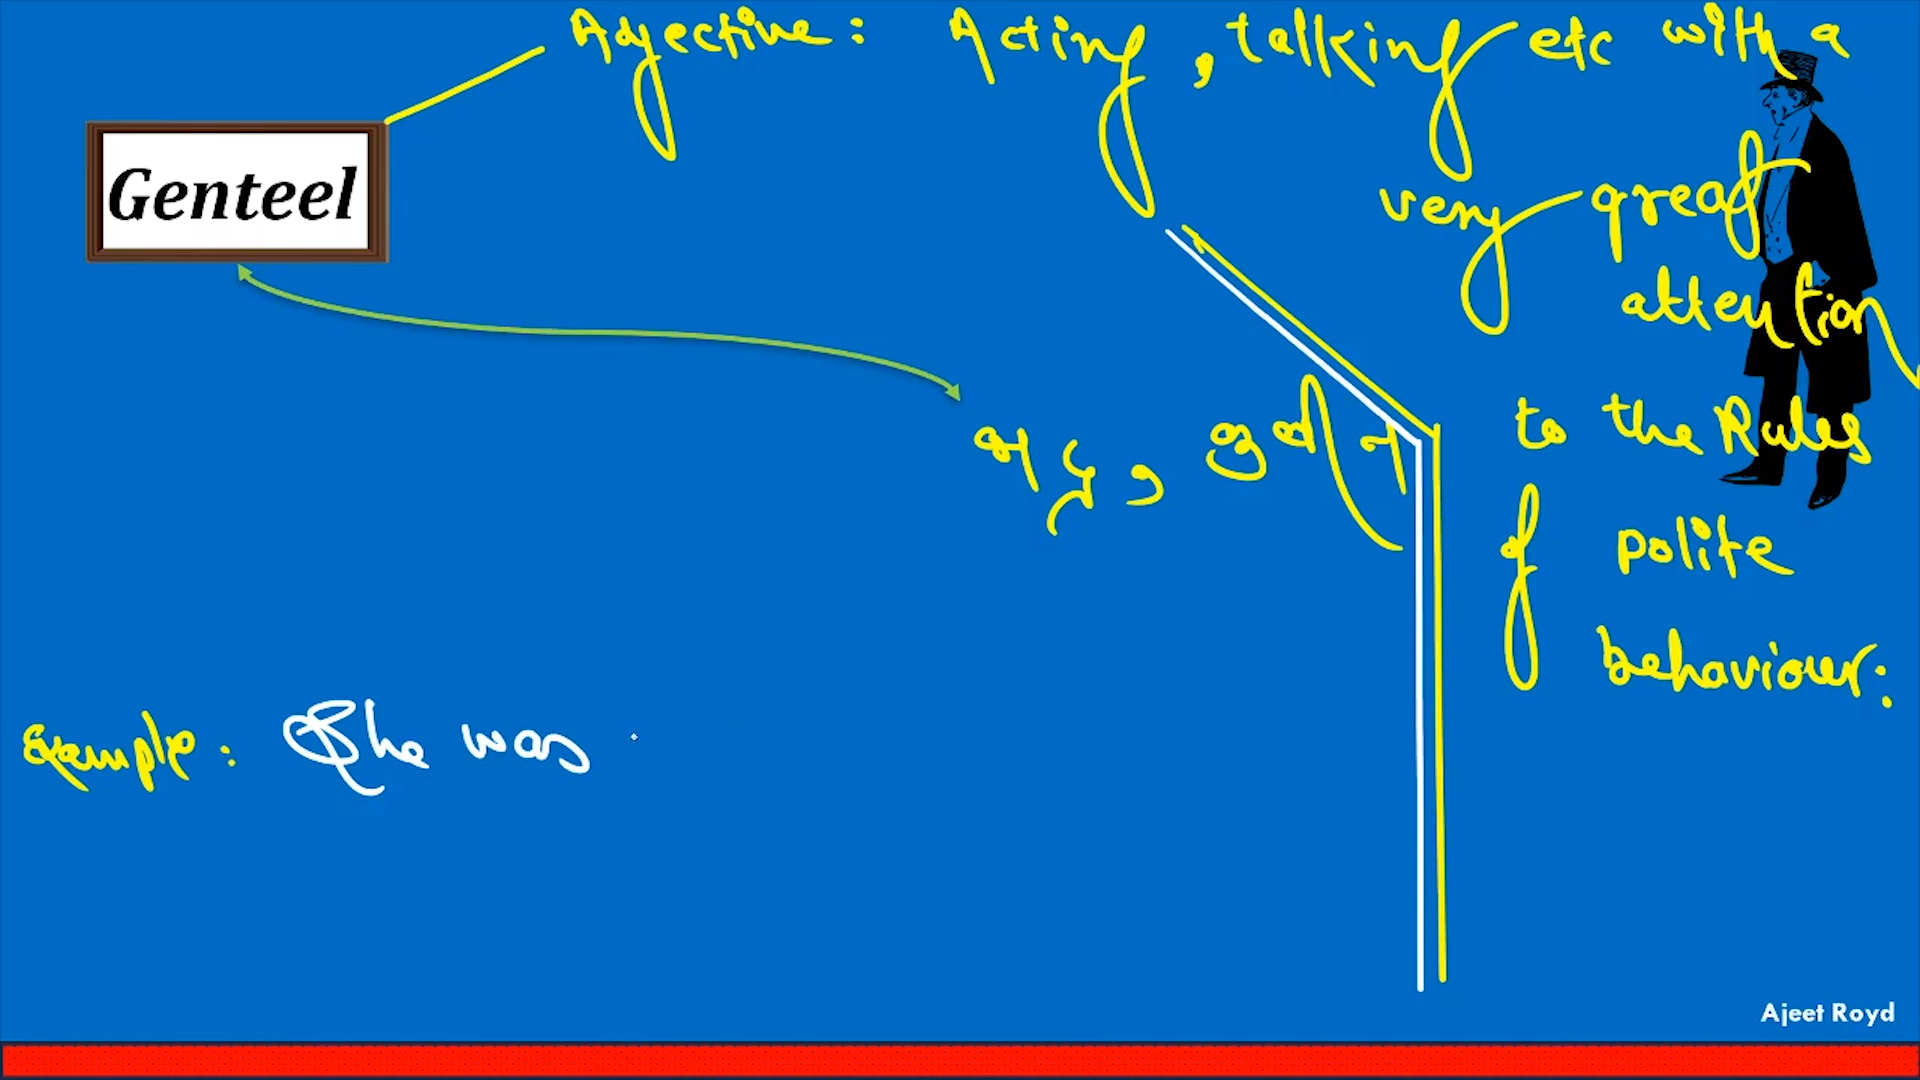 Adjective: Acting, talking etc with a
Genteel
very great
attention
to the Rules
of polite
behaviour:
Example: She was
Ajeet Royd